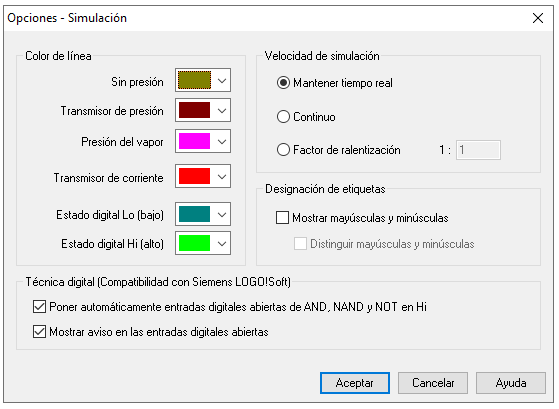 Opciones - Simulación
Color de línea
Sin presión
Transmisor de presión
Presión del vapor
Transmisor de corriente
Estado digital Lo (bajo)
Estado digital Hi (alto)
Velocidad de simulación
Mantener tiempo real
Continuo
Factor de ralentización 1 : 1
Designación de etiquetas
Mostrar mayúsculas y minúsculas
Distinguir mayúsculas y minúsculas
Técnica digital (Compatibilidad con Siemens LOGO!Soft)
Poner automáticamente entradas digitales abiertas de AND, NAND y NOT en Hi
Mostrar aviso en las entradas digitales abiertas
Aceptar Cancelar Ayuda